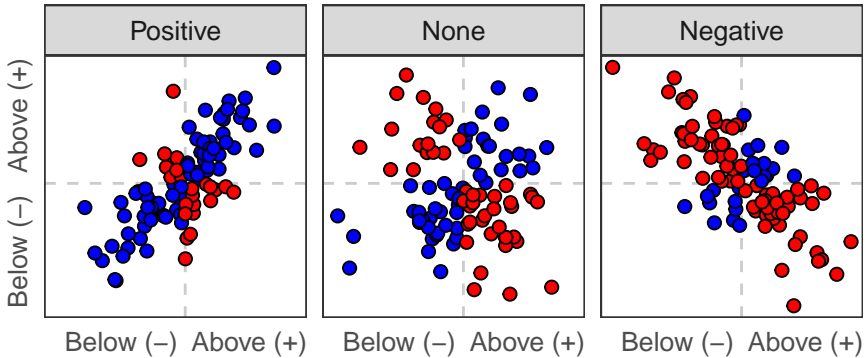 Positive
None
Negative
Above (+)
Below (−)
Below (−) Above (+)
Below (−) Above (+)
Below (−) Above (+)